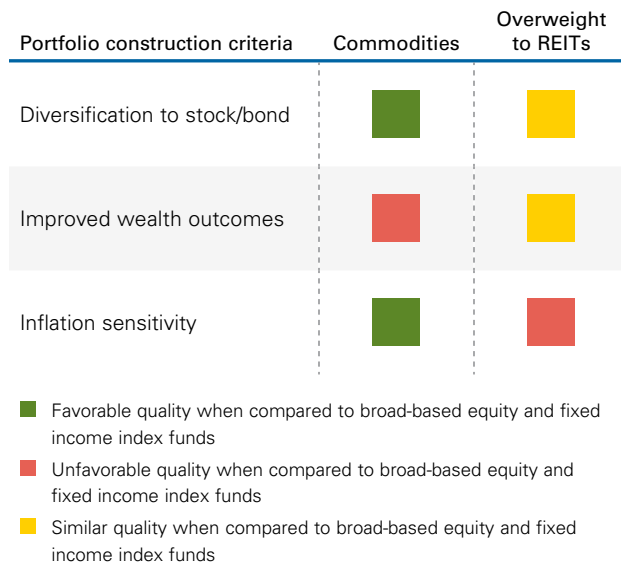 Portfolio construction criteria Commodities Overweight
to REITs
Diversification to stock/bond
Improved wealth outcomes
Inflation sensitivity
Favorable quality when compared to broad-based equity and fixed
income index funds
Unfavorable quality when compared to broad-based equity and
fixed income index funds
Similar quality when compared to broad-based equity and fixed
income index funds